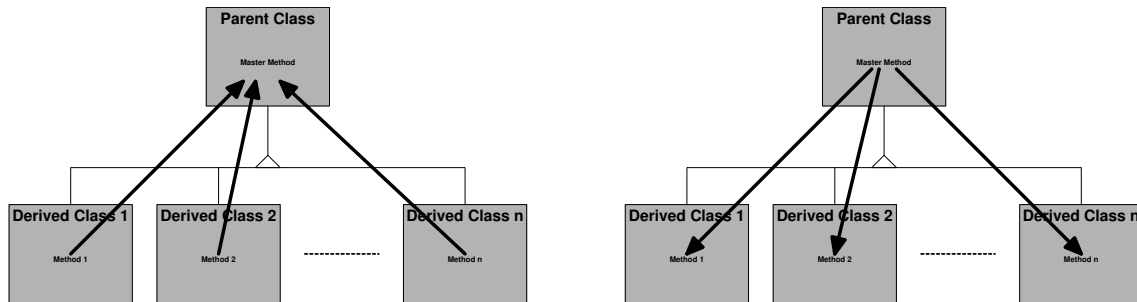 Parent Class
Master Method
Derived Class 1
Derived Class 2
Derived Class n
Method 1
Method 2
Method n
Parent Class
Master Method
Derived Class 1
Derived Class 2
Derived Class n
Method 1
Method 2
Method n